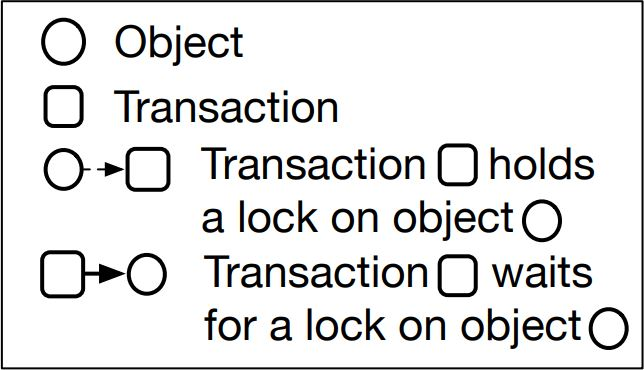 Object
Transaction
Transaction holds
a lock on object
Transaction waits
for a lock on object